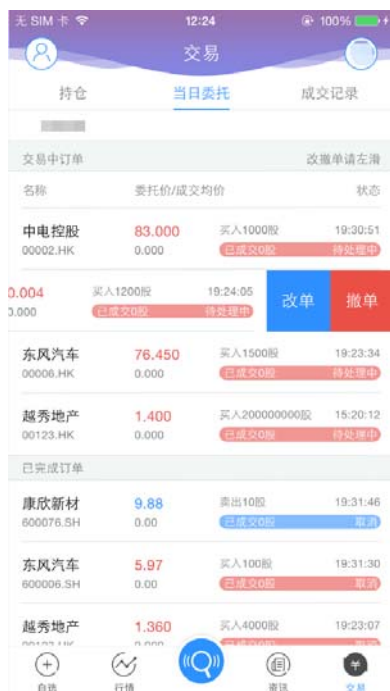 无 SIM 卡 12:24 100%
交易
持仓 当日委托 成交记录
交易中订单 改撤单请左滑
名称 委托价/成交均价 状态
中电控股 83.000 买入1000股 19:30:51
00002.HK 0.000 已成交0股 待处理中
0.004 买入1200股 19:24:05 改单 撤单
0.000 已成交0股 待处理中
东风汽车 76.450 买入1500股 19:23:34
00006.HK 0.000 已成交0股 待处理中
越秀地产 1.400 买入200000000股 15:20:12
00123.HK 0.000 已成交0股 待处理中
已完成订单
康欣新材 9.88 卖出10股 19:31:46
600076.SH 0.00 已成交0股 取消
东风汽车 5.97 买入100股 19:31:30
600006.SH 0.00 已成交0股 取消
越秀地产 1.360 买入4000股 19:23:07
自选 行情 资讯 交易